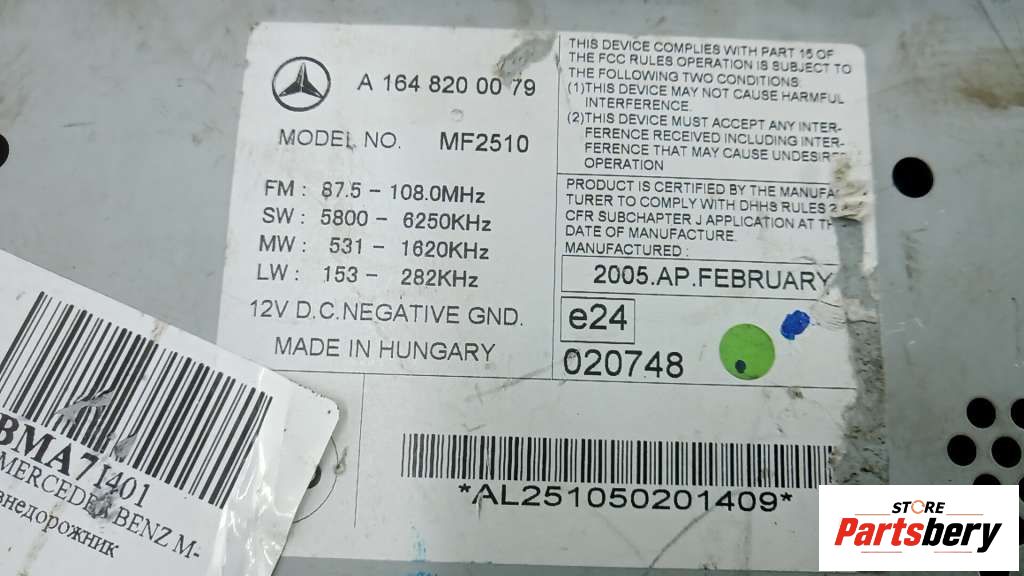 A 164 820 00 79
MODEL NO. MF2510
FM : 87.5 - 108.0MHz
SW : 5800 - 6250KHz
MW : 531 - 1620KHz
LW : 153 - 282KHz
12V D.C.NEGATIVE GND.
MADE IN HUNGARY
THIS DEVICE COMPLIES WITH PART 15 OF
THE FCC RULES OPERATION IS SUBJECT TO
THE FOLLOWING TWO CONDITIONS.
(1)THIS DEVICE MAY NOT CAUSE HARMFUL
INTERFERENCE.
(2)THIS DEVICE MUST ACCEPT ANY INTER-
FERENCE RECEIVED INCLUDING INTER-
FERENCE THAT MAY CAUSE UNDESIR
OPERATION
PRODUCT IS CERTIFIED BY THE MANUFAC
TURER TO COMPLY WITH DHHS RULES 2
CFR SUBCHAPTER J APPLICATION AT TH
DATE OF MANUFACTURE.
MANUFACTURED :
2005.AP.FEBRUARY
e24
020748
*AL251050201409*
BMA7I401
MERCEDES BENZ M-
внедорожник
STORE
Partsbery